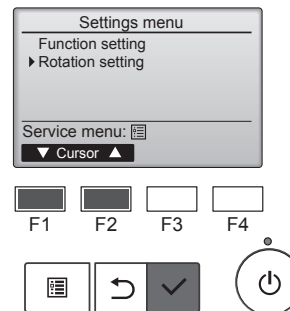 Settings menu
Function setting
Rotation setting
Service menu:
Cursor
F1 F2 F3 F4